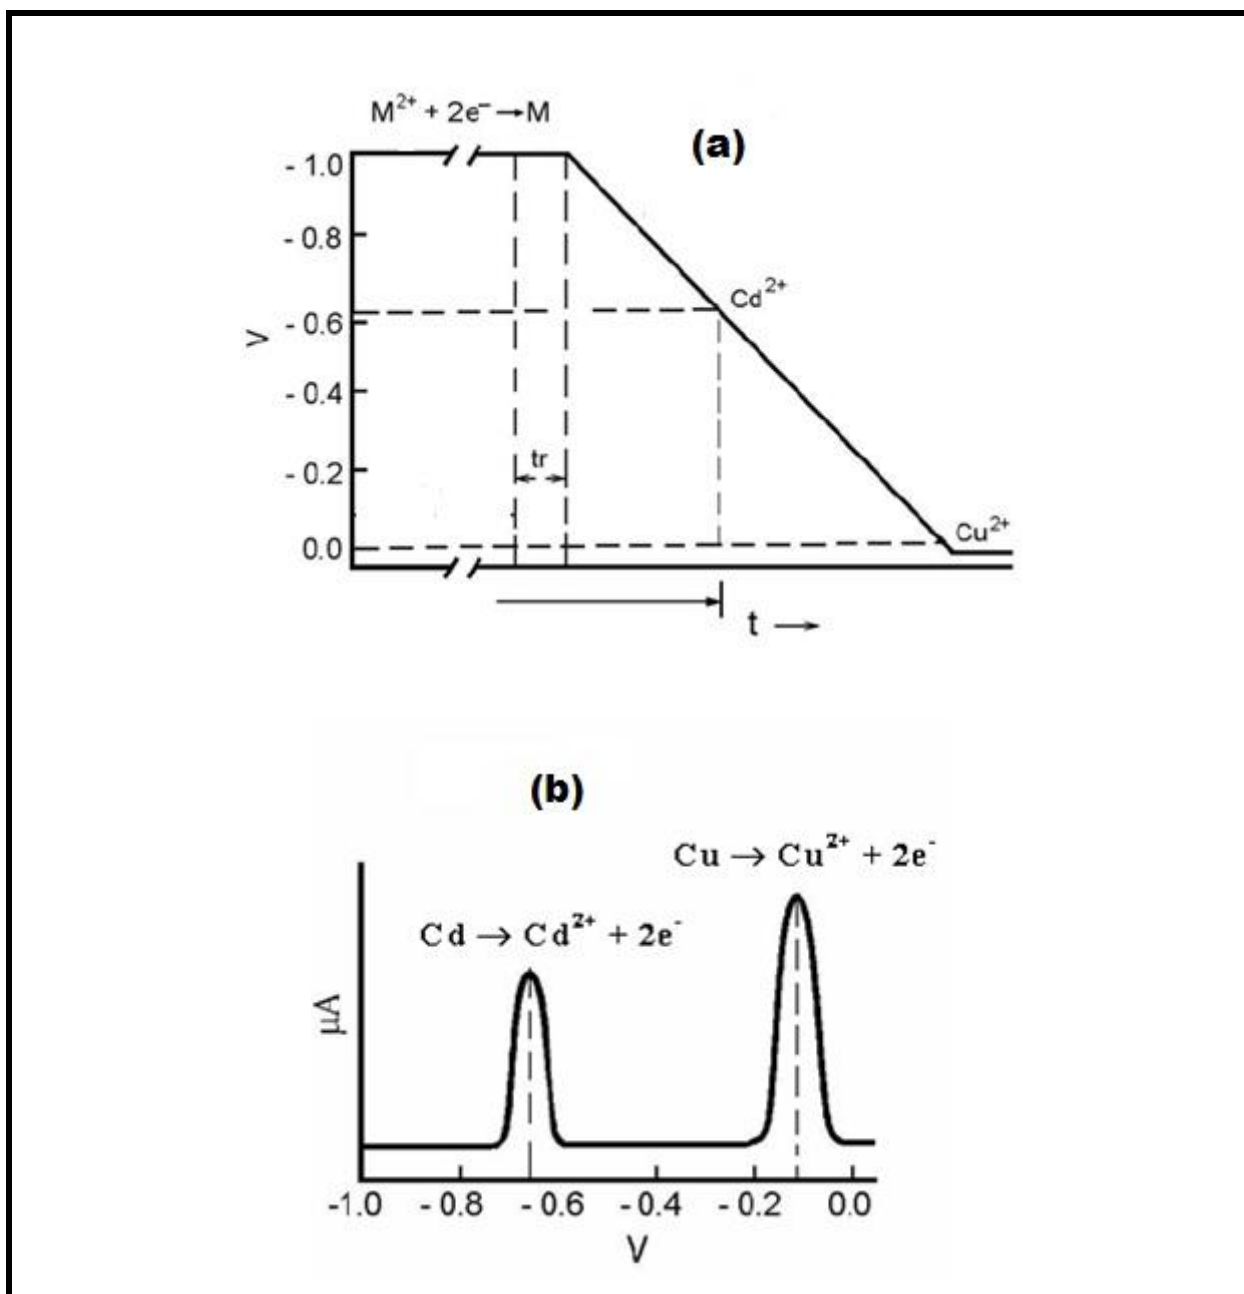 M²⁺ + 2e⁻ → M
(a)
- 1.0
- 0.8
Cd²⁺
- 0.6
V
- 0.4
tr
- 0.2
Cu²⁺
0.0
t →
(b)
Cu → Cu²⁺ + 2e⁻
Cd → Cd²⁺ + 2e⁻
µA
-1.0 - 0.8 - 0.6 - 0.4 - 0.2 0.0
V